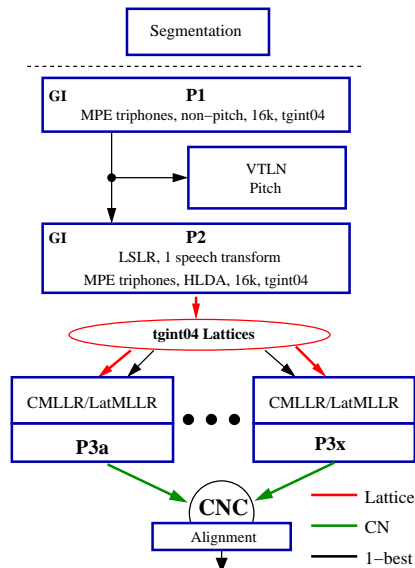 Segmentation
GI P1
MPE triphones, non-pitch, 16k, tgint04
VTLN
Pitch
GI P2
LSLR, 1 speech transform
MPE triphones, HLDA, 16k, tgint04
tgint04 Lattices
CMLLR/LatMLLR
P3a
CMLLR/LatMLLR
P3x
CNC
Alignment
Lattice
CN
1-best